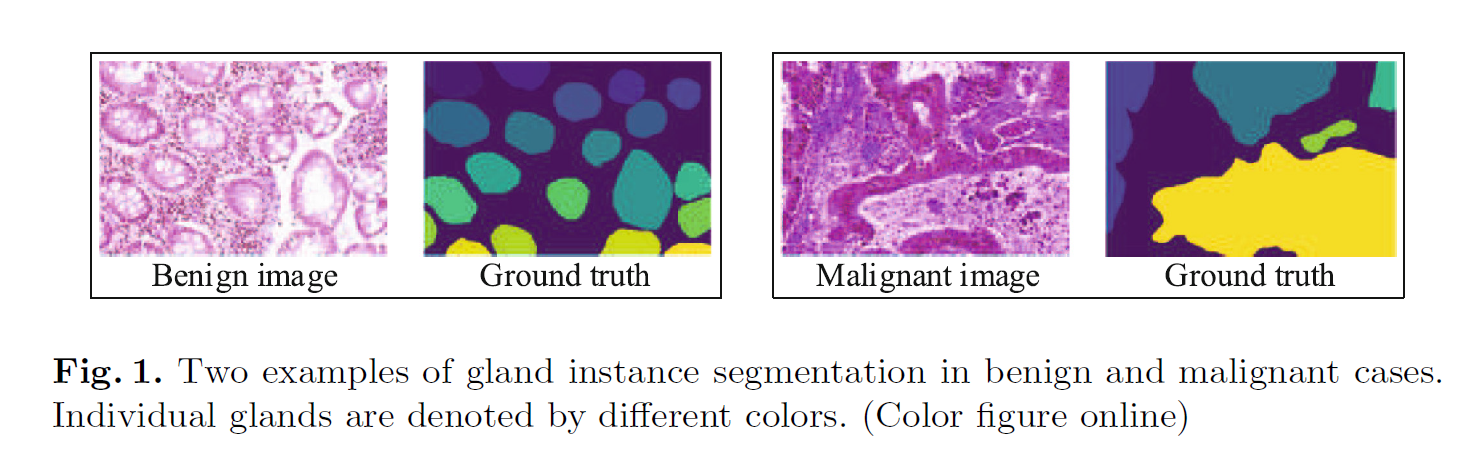 Benign image Ground truth Malignant image Ground truth
Fig. 1. Two examples of gland instance segmentation in benign and malignant cases.
Individual glands are denoted by different colors. (Color figure online)